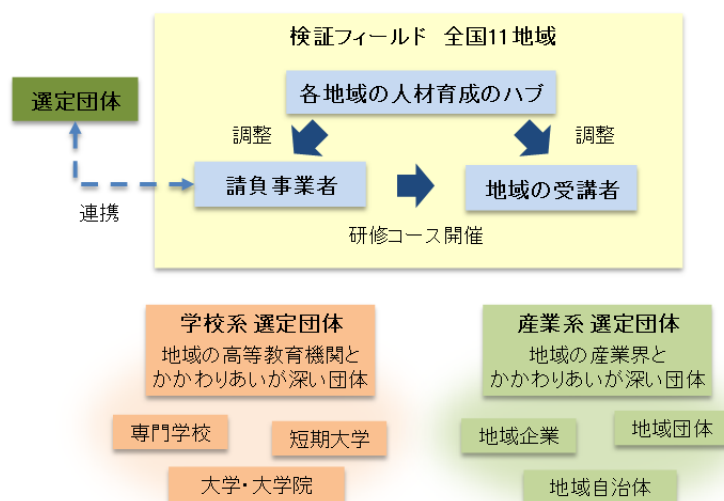 検証フィールド 全国11地域
選定団体
各地域の人材育成のハブ
調整
調整
請負事業者
地域の受講者
連携
研修コース開催
学校系 選定団体
地域の高等教育機関と
かかわりあいが深い団体
専門学校
短期大学
大学・大学院
産業系 選定団体
地域の産業界と
かかわりあいが深い団体
地域企業
地域団体
地域自治体